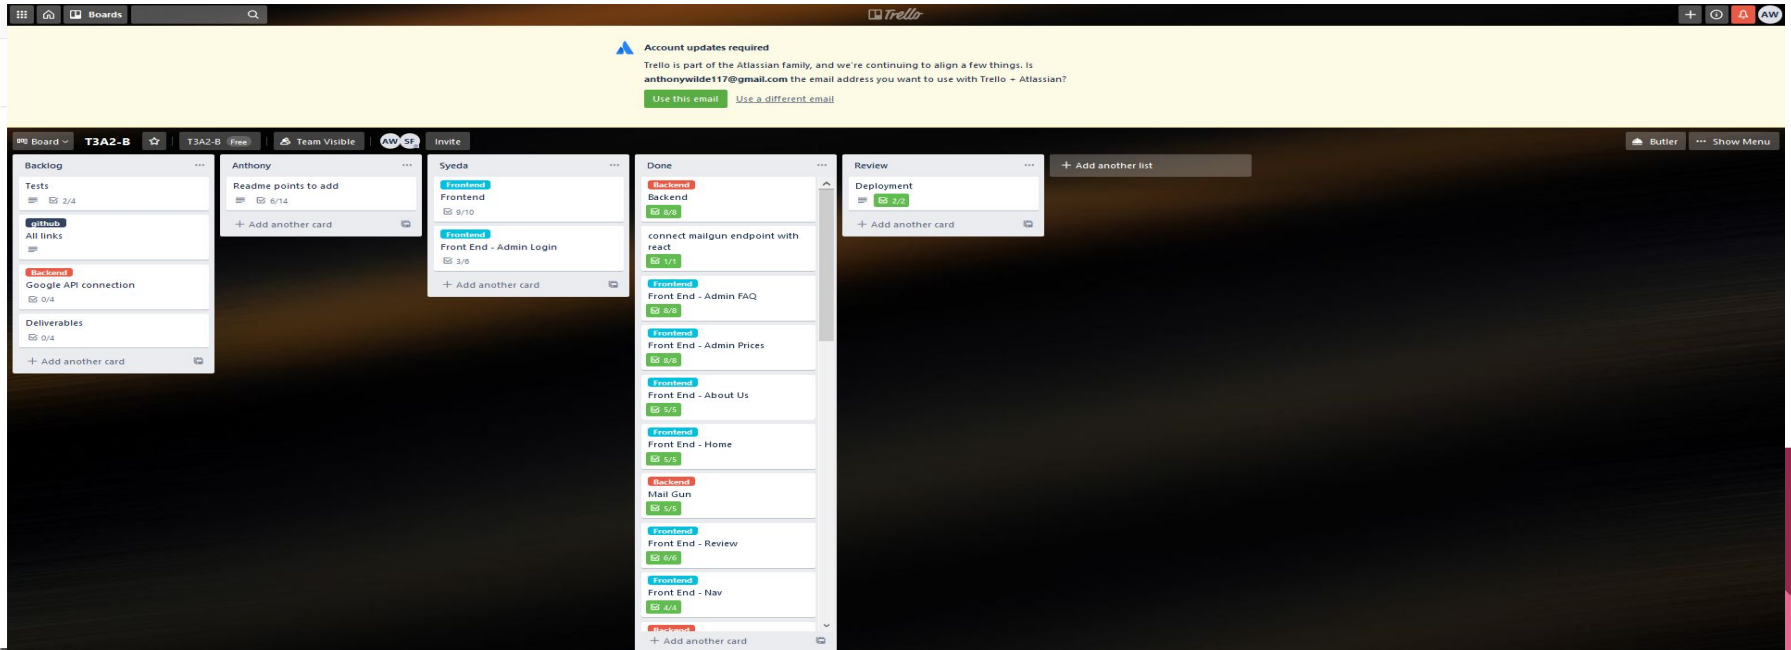 Boards
Trello
AW
Account updates required
Trello is part of the Atlassian family, and we're continuing to align a few things. Is
anthonywilde117@gmail.com the email address you want to use with Trello + Atlassian?
Use this email Use a different email
Board T3A2-B T3A2-B Free Team Visible AW SF Invite Butler ... Show Menu
Backlog ...
Tests
2/4
github
All links
Backend
Google API connection
0/4
Deliverables
0/4
+ Add another card
Anthony ...
Readme points to add
6/14
+ Add another card
Syeda ...
Frontend
Frontend
9/10
Frontend
Front End - Admin Login
3/6
+ Add another card
Done ...
Backend
Backend
8/8
connect mailgun endpoint with
react
1/1
Frontend
Front End - Admin FAQ
8/8
Frontend
Front End - Admin Prices
8/8
Frontend
Front End - About Us
5/5
Frontend
Front End - Home
5/5
Backend
Mail Gun
5/5
Frontend
Front End - Review
6/6
Frontend
Front End - Nav
4/4
Backend
+ Add another card
Review ...
Deployment
2/2
+ Add another card
+ Add another list